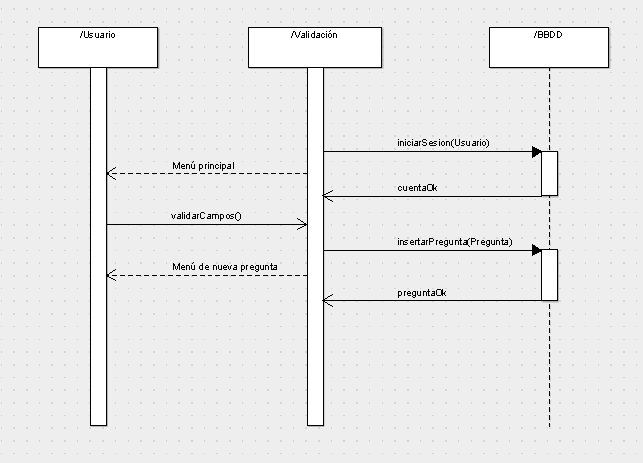 /Usuario
/Validación
/BBDD
iniciarSesion(Usuario)
Menú principal
cuentaOk
validarCampos()
insertarPregunta(Pregunta)
Menú de nueva pregunta
preguntaOk